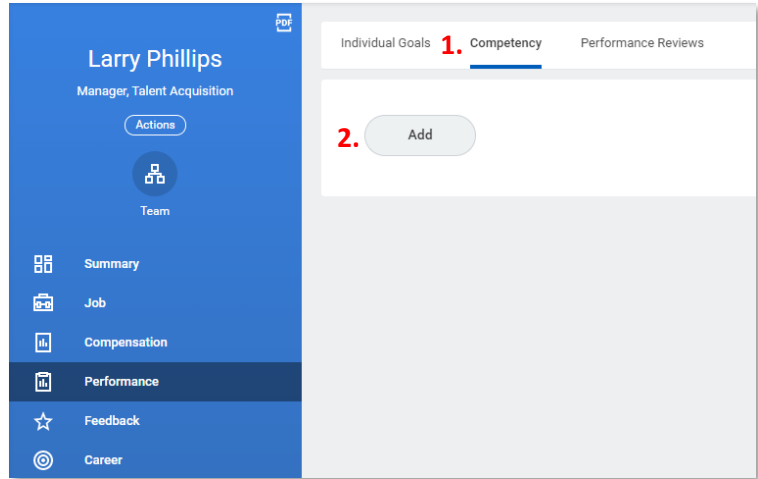 PDF
Larry Phillips
Manager, Talent Acquisition
Actions
Team
Summary
Job
Compensation
Performance
Feedback
Career
Individual Goals 1. Competency Performance Reviews
2. Add